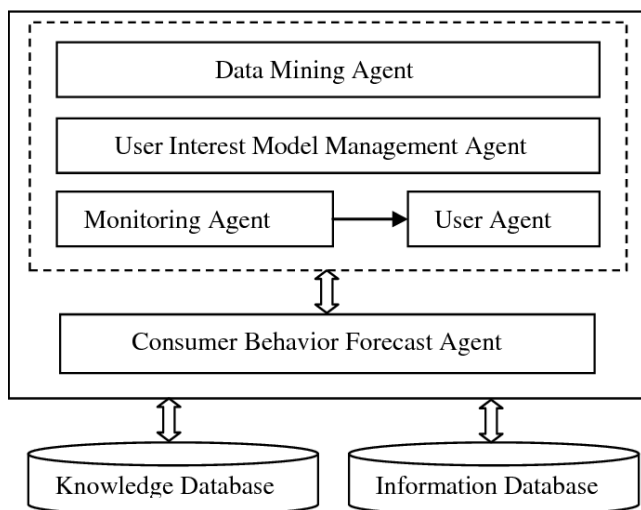 Data Mining Agent
User Interest Model Management Agent
Monitoring Agent
User Agent
Consumer Behavior Forecast Agent
Knowledge Database
Information Database